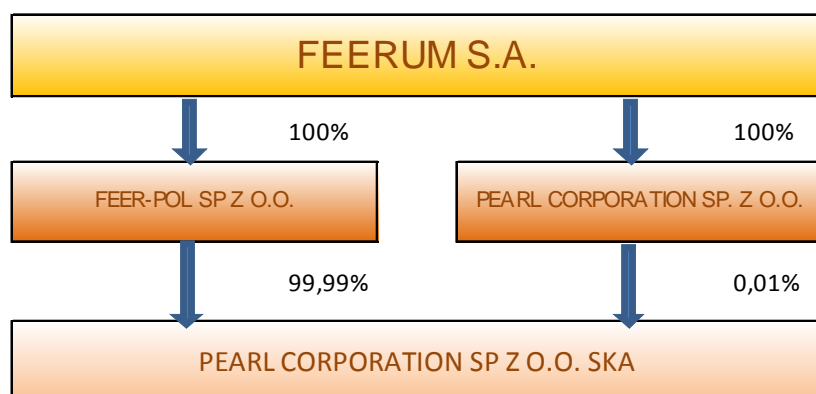 FEERUM S.A.
100%
100%
FEER-POL SP Z O.O.
PEARL CORPORATION SP. Z O.O.
99,99%
0,01%
PEARL CORPORATION SP Z O.O. SKA